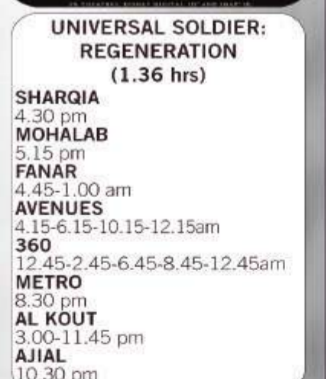 UNIVERSAL SOLDIER:
REGENERATION
(1.36 hrs)
SHARQIA
4.30 pm
MOHALAB
5.15 pm
FANAR
4.45-1.00 am
AVENUES
4.15-6.15-10.15-12.15am
360
12.45-2.45-6.45-8.45-12.45am
METRO
8.30 pm
AL KOUT
3.00-11.45 pm
AJIAL
10.30 pm